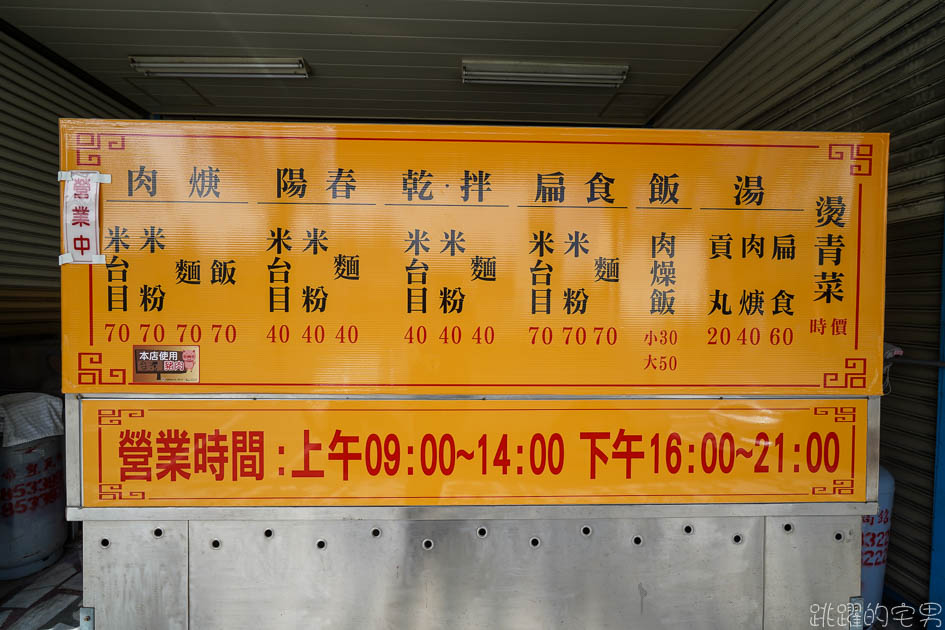 營業中
肉焿
米台目 70
米粉 70
麵 70
飯 70
陽春
米台目 40
米粉 40
麵 40
乾·拌
米台目 40
米粉 40
麵 40
扁食
米台目 70
米粉 70
麵 70
飯
肉燥飯
小30
大50
湯
貢丸 20
肉焿 40
扁食 60
燙青菜
時價
本店使用
豬肉
營業時間:上午09:00~14:00 下午16:00~21:00
跳躍的宅男